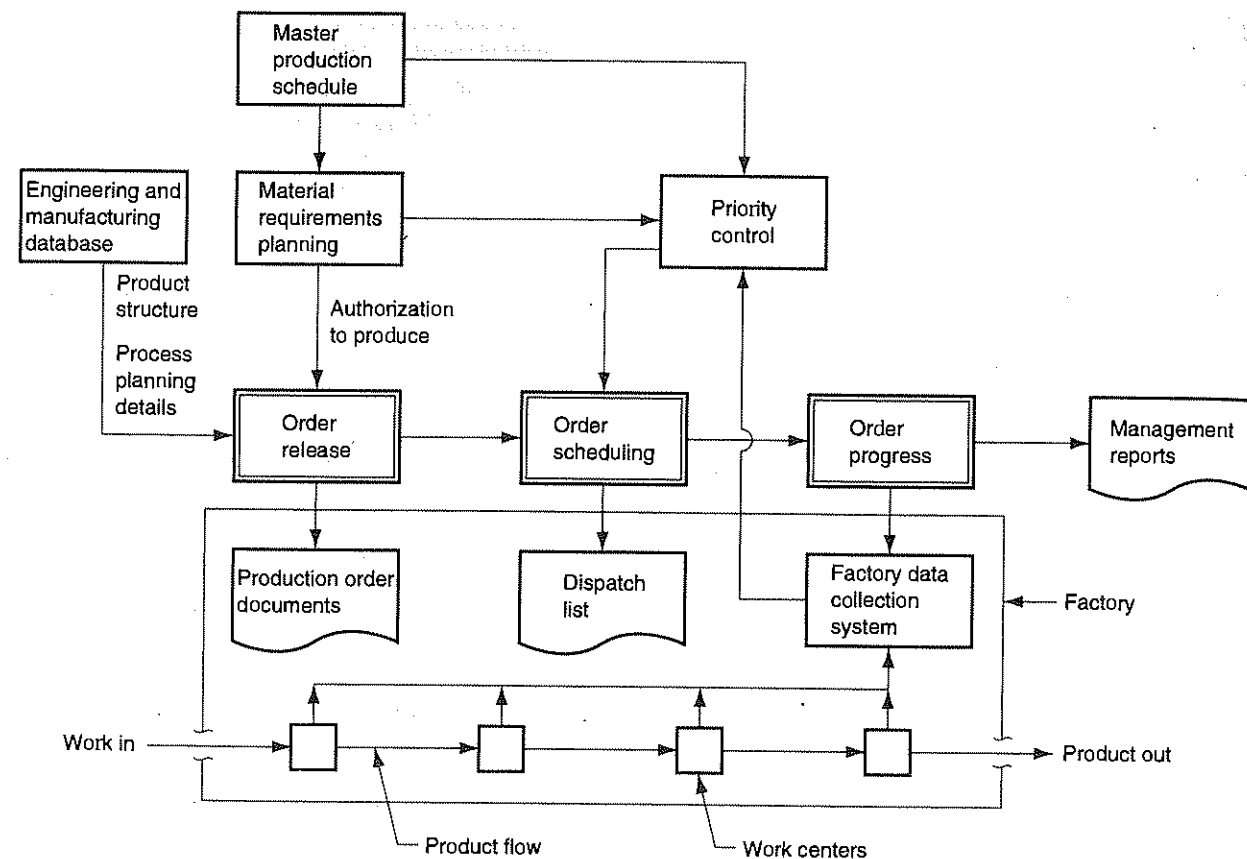 Master
production
schedule
Engineering and
manufacturing
database
Material
requirements
planning
Priority
control
Product
structure
Authorization
to produce
Process
planning
details
Order
release
Order
scheduling
Order
progress
Management
reports
Production order
documents
Dispatch
list
Factory data
collection
system
Factory
Work in
Product out
Product flow
Work centers